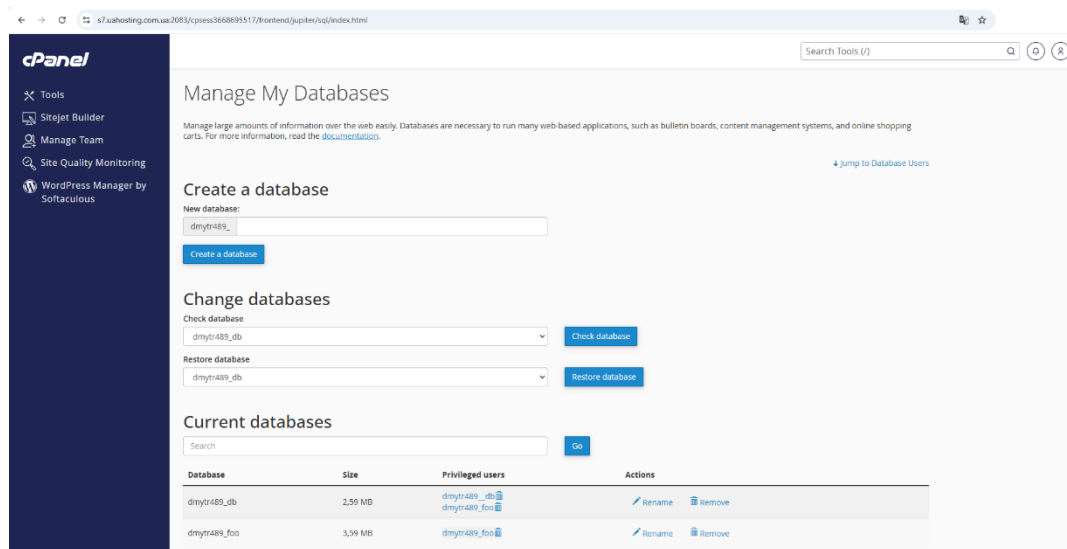 s7.uahosting.com.ua:2083/cpsess3668695517/frontend/jupiter/sql/index.html
cPanel
Search Tools (/)
Tools
Sitejet Builder
Manage Team
Site Quality Monitoring
WordPress Manager by
Softaculous
Manage My Databases
Manage large amounts of information over the web easily. Databases are necessary to run many web-based applications, such as bulletin boards, content management systems, and online shopping
carts. For more information, read the documentation.
Jump to Database Users
Create a database
New database:
dmytr489_
Create a database
Change databases
Check database
dmytr489_db
Check database
Restore database
dmytr489_db
Restore database
Current databases
Search
Go
Database Size Privileged users Actions
dmytr489_db 2,59 MB dmytr489__db Rename Remove
dmytr489_foo
dmytr489_foo 3,59 MB dmytr489_foo Rename Remove